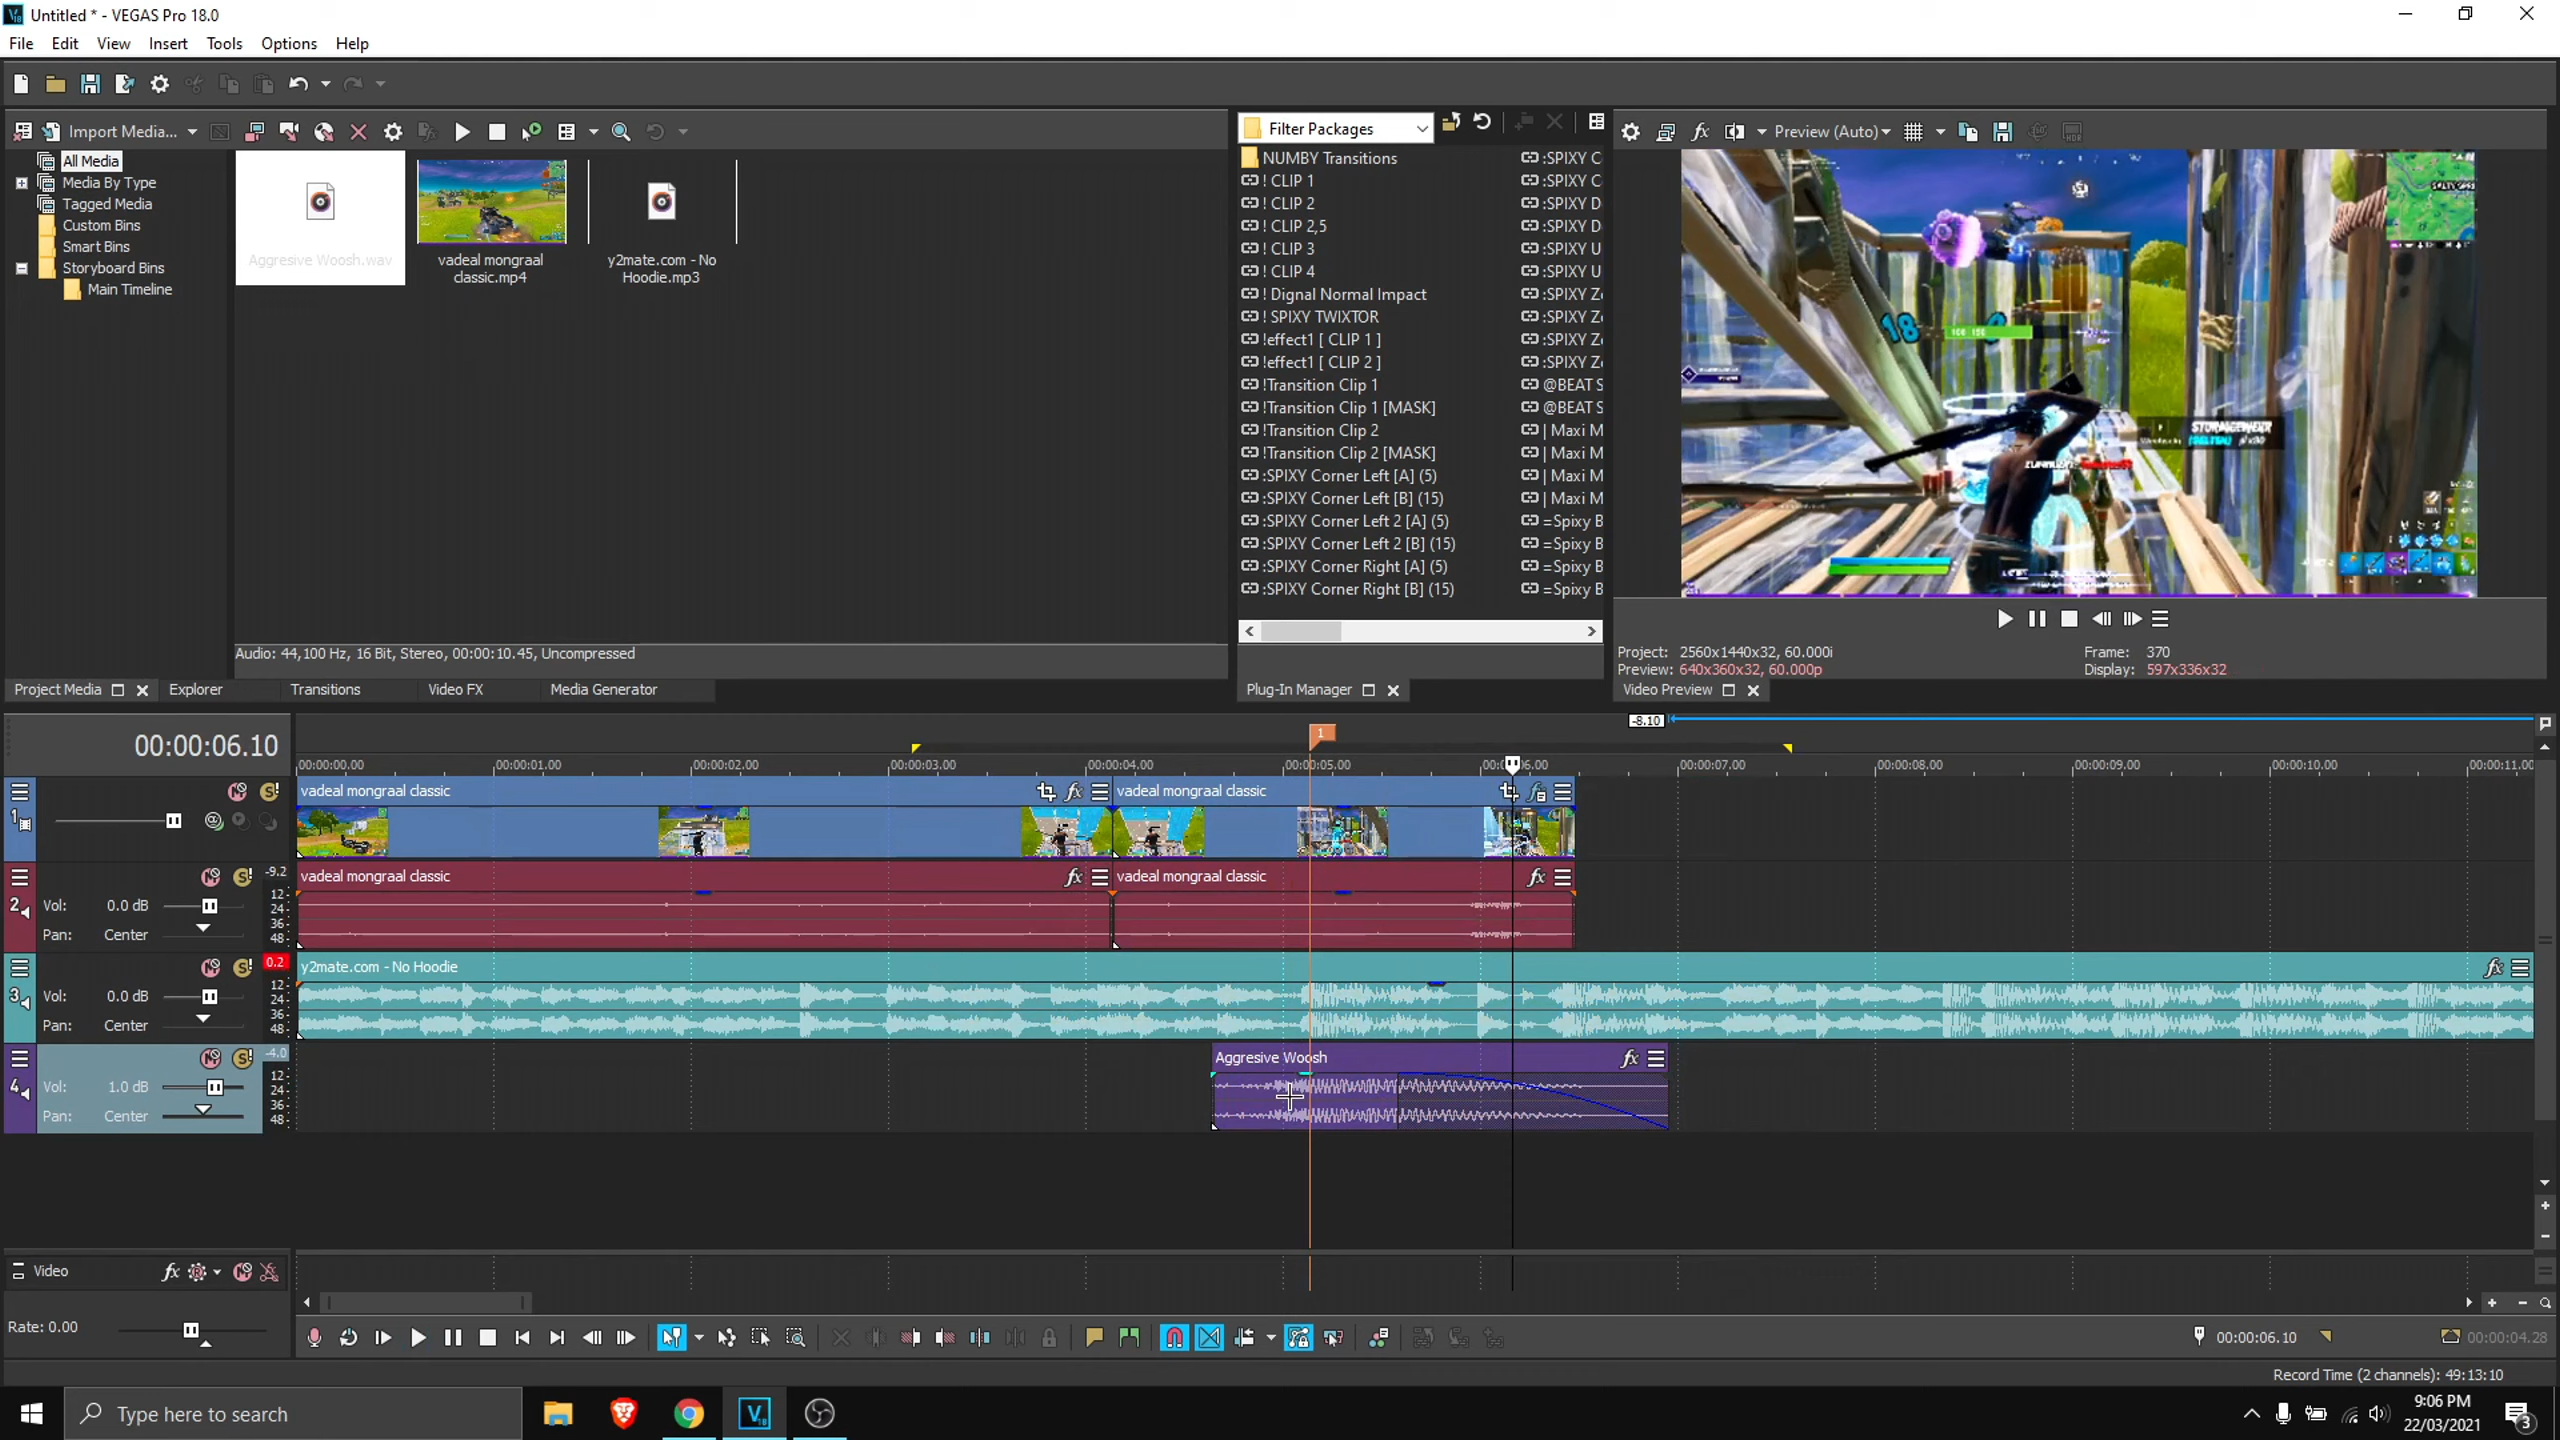 Untitled * - VEGAS Pro 18.0
File Edit View Insert Tools Options Help
Import Media...
All Media
Media By Type
Tagged Media
Custom Bins
Smart Bins
Storyboard Bins
Main Timeline
Aggresive Woosh.wav
vadeal mongraal
classic.mp4
y2mate.com - No
Hoodie.mp3
Audio: 44,100 Hz, 16 Bit, Stereo, 00:00:10.45, Uncompressed
Project Media Explorer Transitions Video FX Media Generator
Filter Packages
NUMBY Transitions
! CLIP 1
! CLIP 2
! CLIP 2,5
! CLIP 3
! CLIP 4
! Dignal Normal Impact
! SPIXY TWIXTOR
!effect1 [ CLIP 1 ]
!effect1 [ CLIP 2 ]
!Transition Clip 1
!Transition Clip 1 [MASK]
!Transition Clip 2
!Transition Clip 2 [MASK]
:SPIXY Corner Left [A] (5)
:SPIXY Corner Left [B] (15)
:SPIXY Corner Left 2 [A] (5)
:SPIXY Corner Left 2 [B] (15)
:SPIXY Corner Right [A] (5)
:SPIXY Corner Right [B] (15)
:SPIXY C
:SPIXY C
:SPIXY C
:SPIXY D
:SPIXY D
:SPIXY U
:SPIXY U
:SPIXY Z
:SPIXY Z
:SPIXY Z
:SPIXY Z
@BEAT S
@BEAT S
| Maxi M
| Maxi M
| Maxi M
| Maxi M
=Spixy B
=Spixy B
=Spixy B
=Spixy B
Plug-In Manager
Preview (Auto)
18
Project: 2560x1440x32, 60.000i
Preview: 640x360x32, 60.000p
Frame: 370
Display: 597x336x32
Video Preview
00:00:06.10
1
-8.10
00:00:00.00 00:00:01.00 00:00:02.00 00:00:03.00 00:00:04.00 00:00:05.00 00:00:06.00 00:00:07.00 00:00:08.00 00:00:09.00 00:00:10.00 00:00:11.00
1
vadeal mongraal classic vadeal mongraal classic
2
Vol: 0.0 dB
Pan: Center
-9.2
12
24
36
48
vadeal mongraal classic vadeal mongraal classic
3
Vol: 0.0 dB
Pan: Center
0.2
12
24
36
48
y2mate.com - No Hoodie
4
Vol: 1.0 dB
Pan: Center
-4.0
12
24
36
48
Aggresive Woosh
Video
Rate: 0.00
00:00:06.10
00:00:04.28
Record Time (2 channels): 49:13:10
Type here to search
9:06 PM
22/03/2021
3